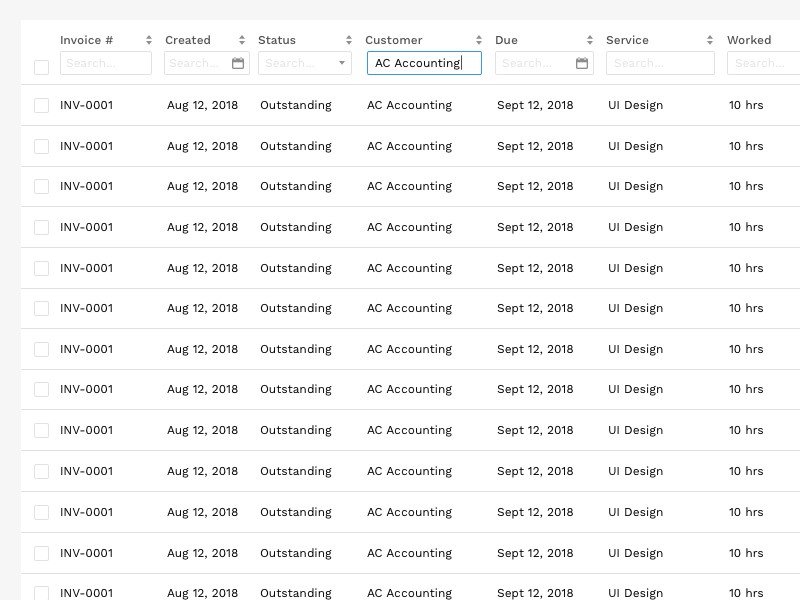 Invoice # Created Status Customer Due Service Worked
Search... Search... Search... AC Accounting Search... Search... Search...
INV-0001 Aug 12, 2018 Outstanding AC Accounting Sept 12, 2018 UI Design 10 hrs
INV-0001 Aug 12, 2018 Outstanding AC Accounting Sept 12, 2018 UI Design 10 hrs
INV-0001 Aug 12, 2018 Outstanding AC Accounting Sept 12, 2018 UI Design 10 hrs
INV-0001 Aug 12, 2018 Outstanding AC Accounting Sept 12, 2018 UI Design 10 hrs
INV-0001 Aug 12, 2018 Outstanding AC Accounting Sept 12, 2018 UI Design 10 hrs
INV-0001 Aug 12, 2018 Outstanding AC Accounting Sept 12, 2018 UI Design 10 hrs
INV-0001 Aug 12, 2018 Outstanding AC Accounting Sept 12, 2018 UI Design 10 hrs
INV-0001 Aug 12, 2018 Outstanding AC Accounting Sept 12, 2018 UI Design 10 hrs
INV-0001 Aug 12, 2018 Outstanding AC Accounting Sept 12, 2018 UI Design 10 hrs
INV-0001 Aug 12, 2018 Outstanding AC Accounting Sept 12, 2018 UI Design 10 hrs
INV-0001 Aug 12, 2018 Outstanding AC Accounting Sept 12, 2018 UI Design 10 hrs
INV-0001 Aug 12, 2018 Outstanding AC Accounting Sept 12, 2018 UI Design 10 hrs
INV-0001 Aug 12, 2018 Outstanding AC Accounting Sept 12, 2018 UI Design 10 hrs